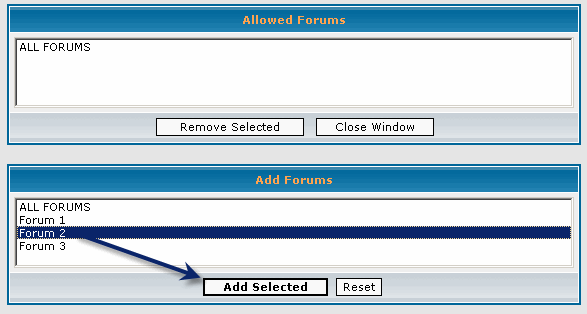 Allowed Forums
ALL FORUMS
Remove Selected Close Window
Add Forums
ALL FORUMS
Forum 1
Forum 2
Forum 3
Add Selected Reset